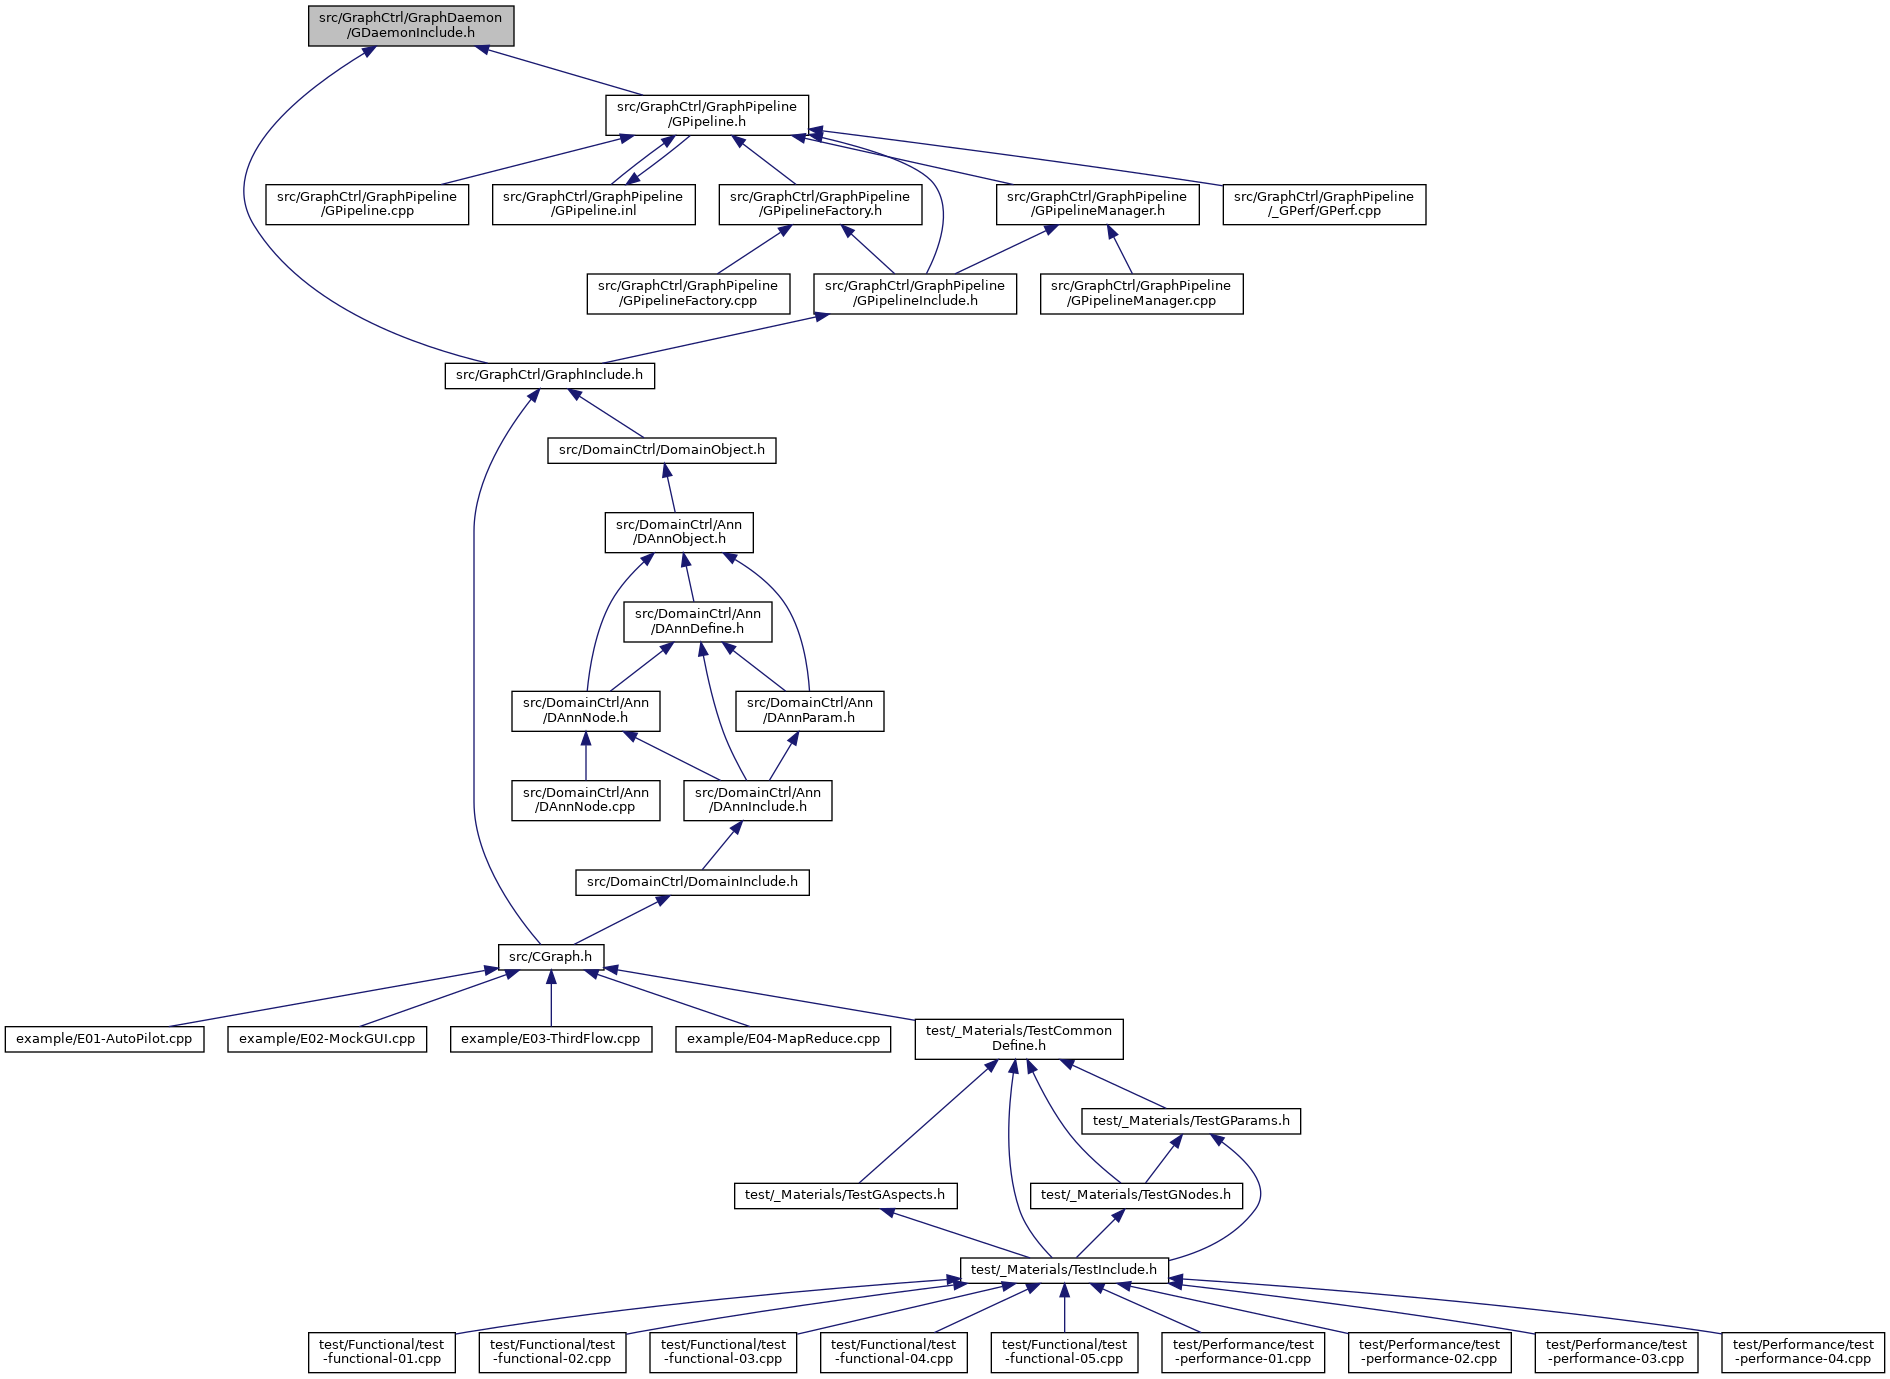 src/GraphCtrl/GraphDaemon
/GDaemonInclude.h
src/GraphCtrl/GraphPipeline
/GPipeline.h
src/GraphCtrl/GraphPipeline
/GPipeline.cpp
src/GraphCtrl/GraphPipeline
/GPipeline.inl
src/GraphCtrl/GraphPipeline
/GPipelineFactory.h
src/GraphCtrl/GraphPipeline
/GPipelineManager.h
src/GraphCtrl/GraphPipeline
/_GPerf/GPerf.cpp
src/GraphCtrl/GraphPipeline
/GPipelineFactory.cpp
src/GraphCtrl/GraphPipeline
/GPipelineInclude.h
src/GraphCtrl/GraphPipeline
/GPipelineManager.cpp
src/GraphCtrl/GraphInclude.h
src/DomainCtrl/DomainObject.h
src/DomainCtrl/Ann
/DAnnObject.h
src/DomainCtrl/Ann
/DAnnDefine.h
src/DomainCtrl/Ann
/DAnnNode.h
src/DomainCtrl/Ann
/DAnnParam.h
src/DomainCtrl/Ann
/DAnnNode.cpp
src/DomainCtrl/Ann
/DAnnInclude.h
src/DomainCtrl/DomainInclude.h
src/CGraph.h
example/E01-AutoPilot.cpp
example/E02-MockGUI.cpp
example/E03-ThirdFlow.cpp
example/E04-MapReduce.cpp
test/_Materials/TestCommon
Define.h
test/_Materials/TestGParams.h
test/_Materials/TestGAspects.h
test/_Materials/TestGNodes.h
test/_Materials/TestInclude.h
test/Functional/test
-functional-01.cpp
test/Functional/test
-functional-02.cpp
test/Functional/test
-functional-03.cpp
test/Functional/test
-functional-04.cpp
test/Functional/test
-functional-05.cpp
test/Performance/test
-performance-01.cpp
test/Performance/test
-performance-02.cpp
test/Performance/test
-performance-03.cpp
test/Performance/test
-performance-04.cpp